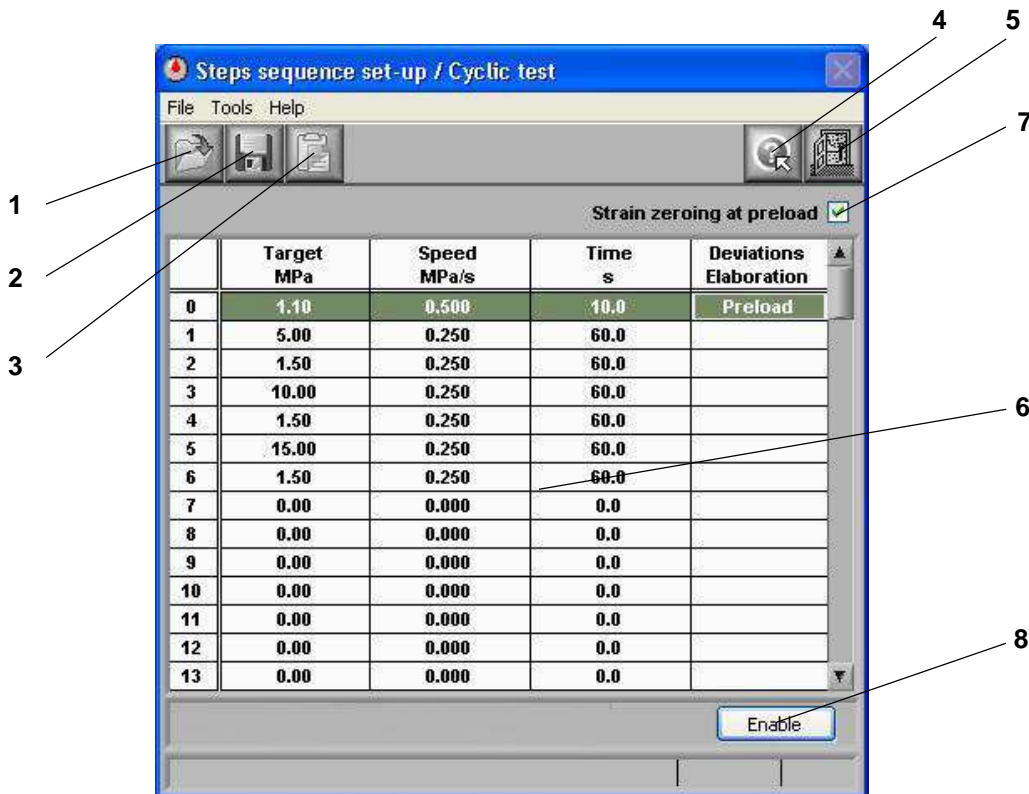 4 5
Steps sequence set-up / Cyclic test
File Tools Help
7
1
Strain zeroing at preload
2
Target MPa Speed MPa/s Time s Deviations Elaboration
0 1.10 0.500 10.0 Preload
1 5.00 0.250 60.0
3
2 1.50 0.250 60.0
3 10.00 0.250 60.0
6
4 1.50 0.250 60.0
5 15.00 0.250 60.0
6 1.50 0.250 60.0
7 0.00 0.000 0.0
8 0.00 0.000 0.0
9 0.00 0.000 0.0
10 0.00 0.000 0.0
11 0.00 0.000 0.0
12 0.00 0.000 0.0
8
13 0.00 0.000 0.0
Enable